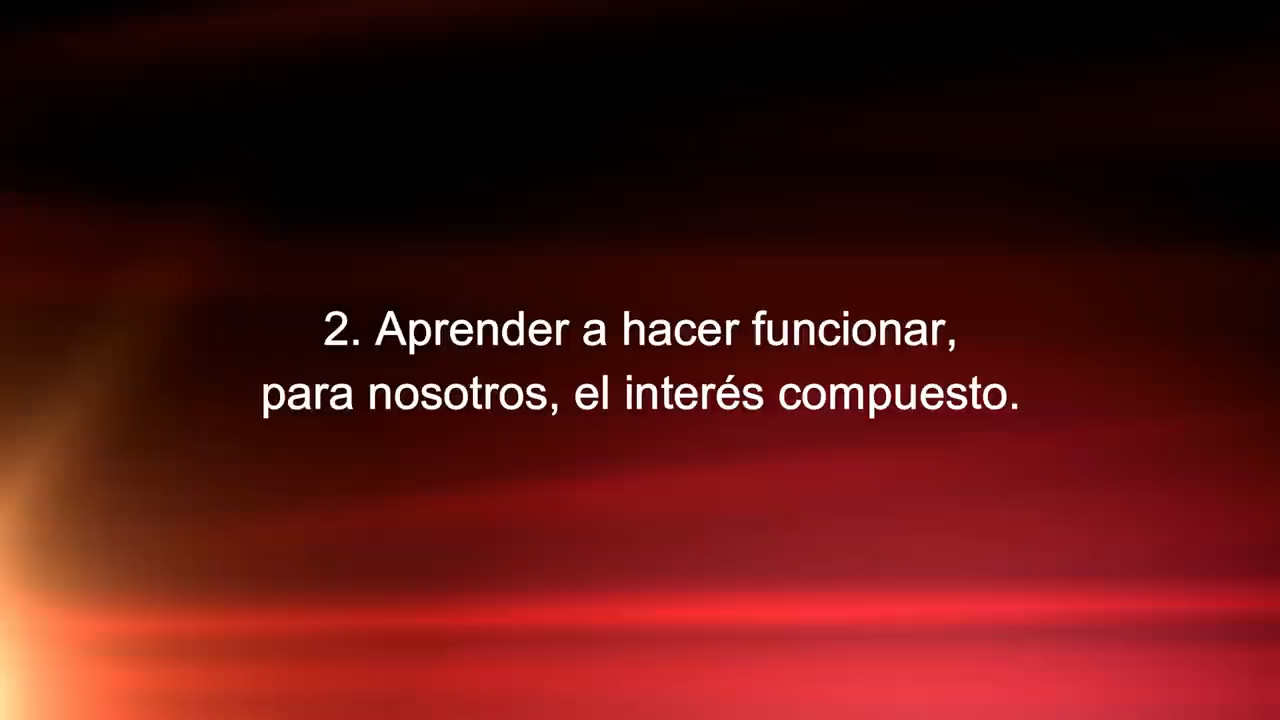 2. Aprender a hacer funcionar,
para nosotros, el interés compuesto.